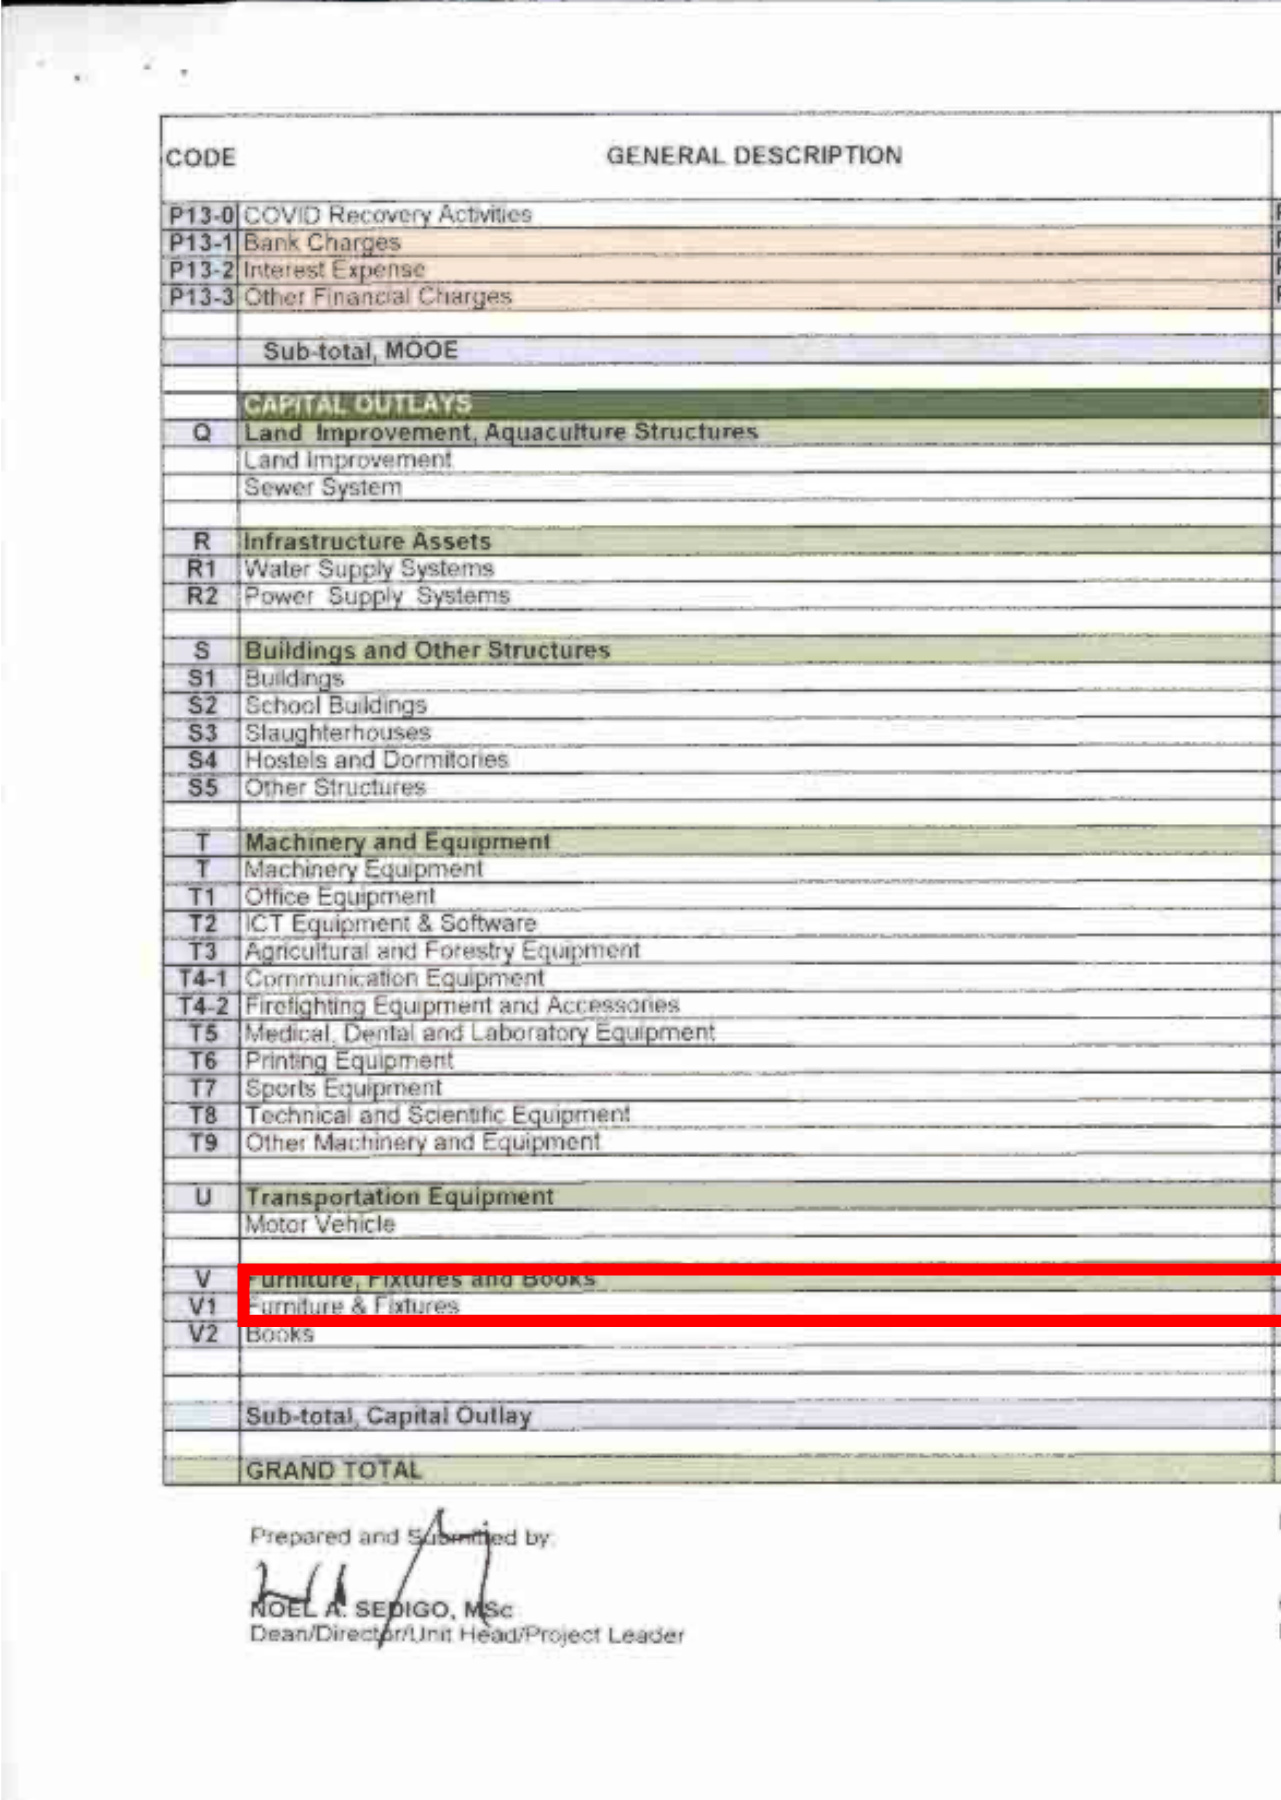 CODE GENERAL DESCRIPTION
P13-0 COVID Recovery Activities
P13-1 Bank Charges
P13-2 Interest Expense
P13-3 Other Financial Charges
Sub-total, MOOE
CAPITAL OUTLAYS
Q Land Improvement, Aquaculture Structures
Land Improvement
Sewer System
R Infrastructure Assets
R1 Water Supply Systems
R2 Power Supply Systems
S Buildings and Other Structures
S1 Buildings
S2 School Buildings
S3 Slaughterhouses
S4 Hostels and Dormitories
S5 Other Structures
T Machinery and Equipment
T Machinery Equipment
T1 Office Equipment
T2 ICT Equipment & Software
T3 Agricultural and Forestry Equipment
T4-1 Communication Equipment
T4-2 Firefighting Equipment and Accessories
T5 Medical, Dental and Laboratory Equipment
T6 Printing Equipment
T7 Sports Equipment
T8 Technical and Scientific Equipment
T9 Other Machinery and Equipment
U Transportation Equipment
Motor Vehicle
V Furniture, Fixtures and Books
V1 Furniture & Fixtures
V2 Books
Sub-total, Capital Outlay
GRAND TOTAL
Prepared and Submitted by:
NOEL A. SEDIGO, MSc
Dean/Director/Unit Head/Project Leader